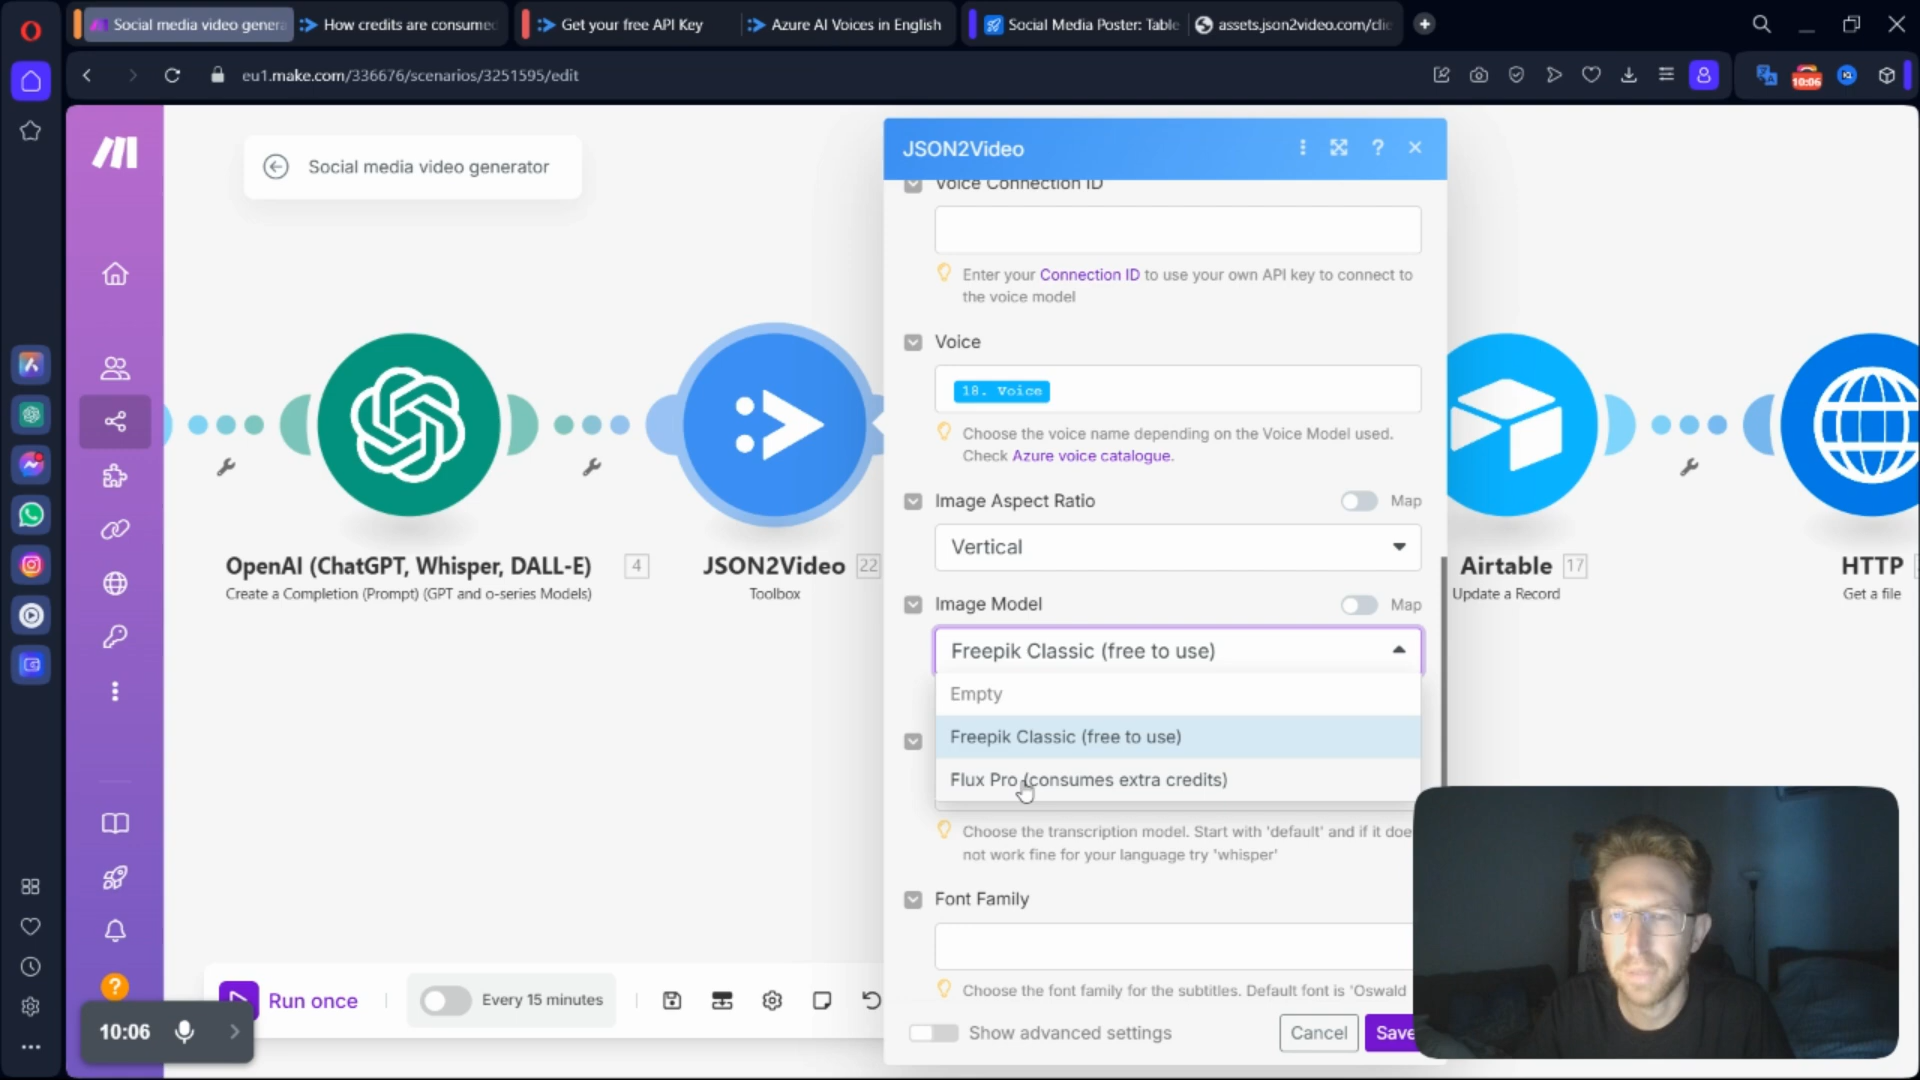 Social media video genera
How credits are consumed
Get your free API Key
Azure AI Voices in English
Social Media Poster: Table
assets.json2video.com/clie
eu1.make.com/336676/scenarios/3251595/edit
10:06
Social media video generator
JSON2Video
Voice Connection ID
Enter your Connection ID to use your own API key to connect to
the voice model
Voice
18. Voice
Choose the voice name depending on the Voice Model used.
Check Azure voice catalogue.
Image Aspect Ratio
Map
Vertical
Image Model
Map
Freepik Classic (free to use)
Empty
Freepik Classic (free to use)
Flux Pro (consumes extra credits)
Choose the transcription model. Start with 'default' and if it doe
not work fine for your language try 'whisper'
Font Family
Choose the font family for the subtitles. Default font is 'Oswald
Show advanced settings
Cancel
Save
OpenAI (ChatGPT, Whisper, DALL-E)
4
Create a Completion (Prompt) (GPT and o-series Models)
JSON2Video
22
Toolbox
Airtable
17
Update a Record
HTTP
Get a file
Run once
Every 15 minutes
10:06